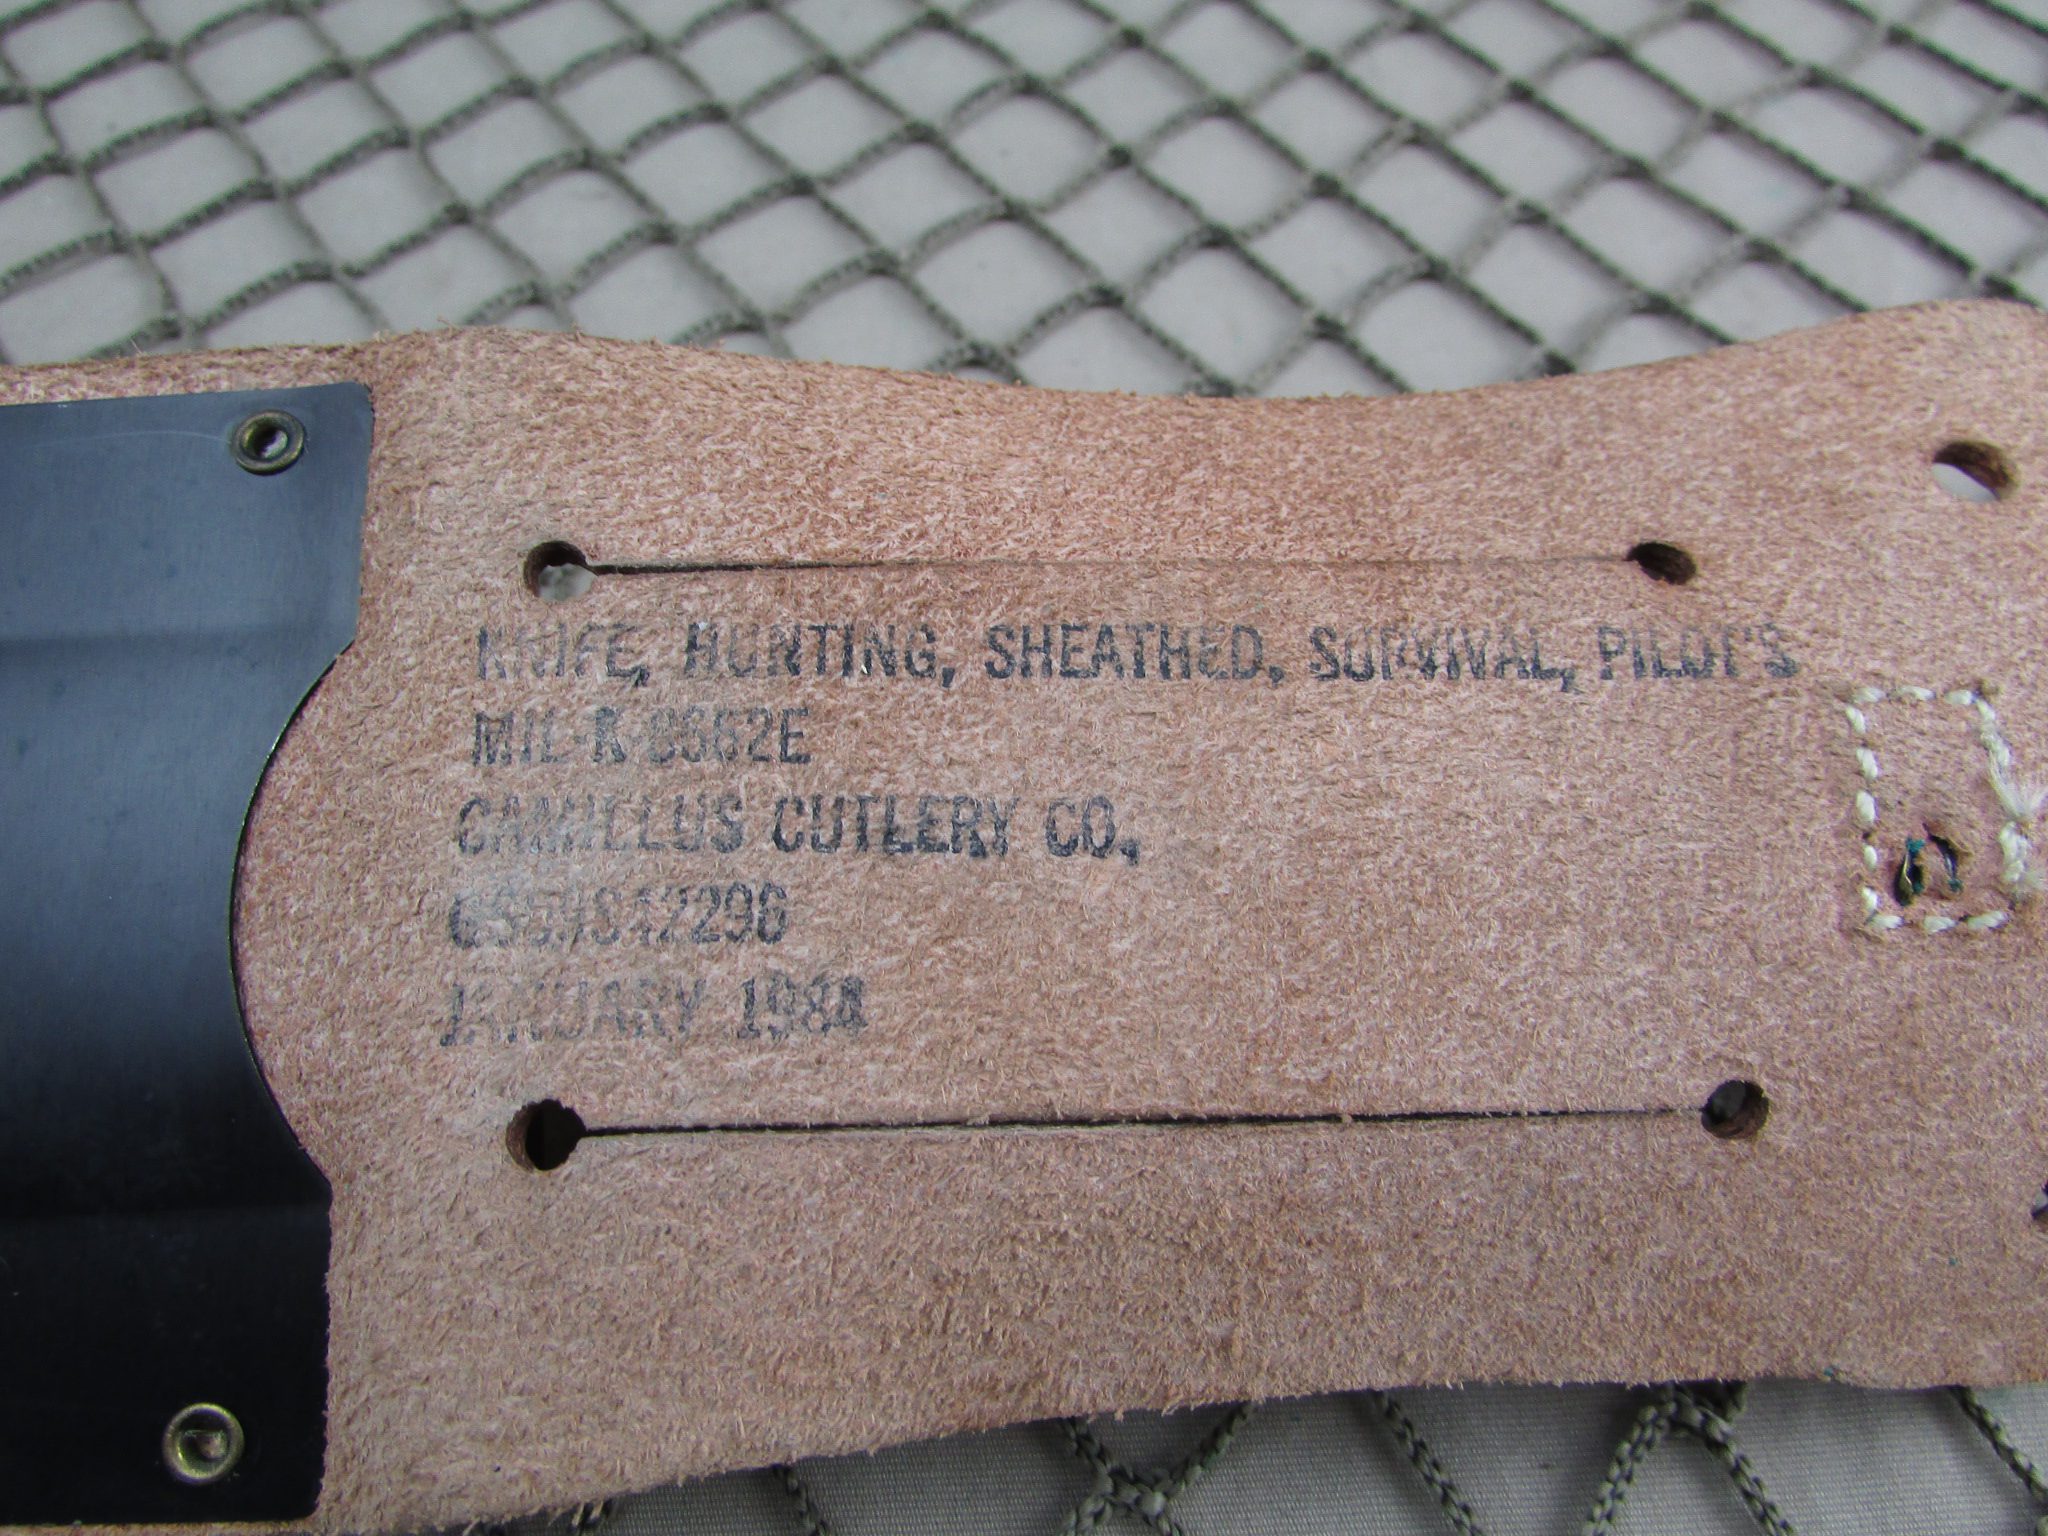 KNIFE, HUNTING, SHEATHED, SURVIVAL, PILOT'S
MIL-K-8662E
CAMILLUS CUTLERY CO.,
JANUARY 1984